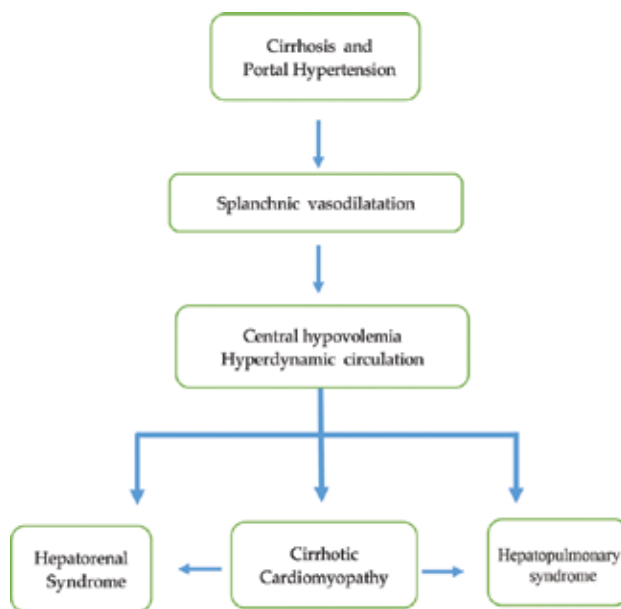 Cirrhosis and
Portal Hypertension
Splanchnic vasodilatation
Central hypovolemia
Hyperdynamic circulation
Hepatorenal
Syndrome
Cirrhotic
Cardiomyopathy
Hepatopulmonary
syndrome